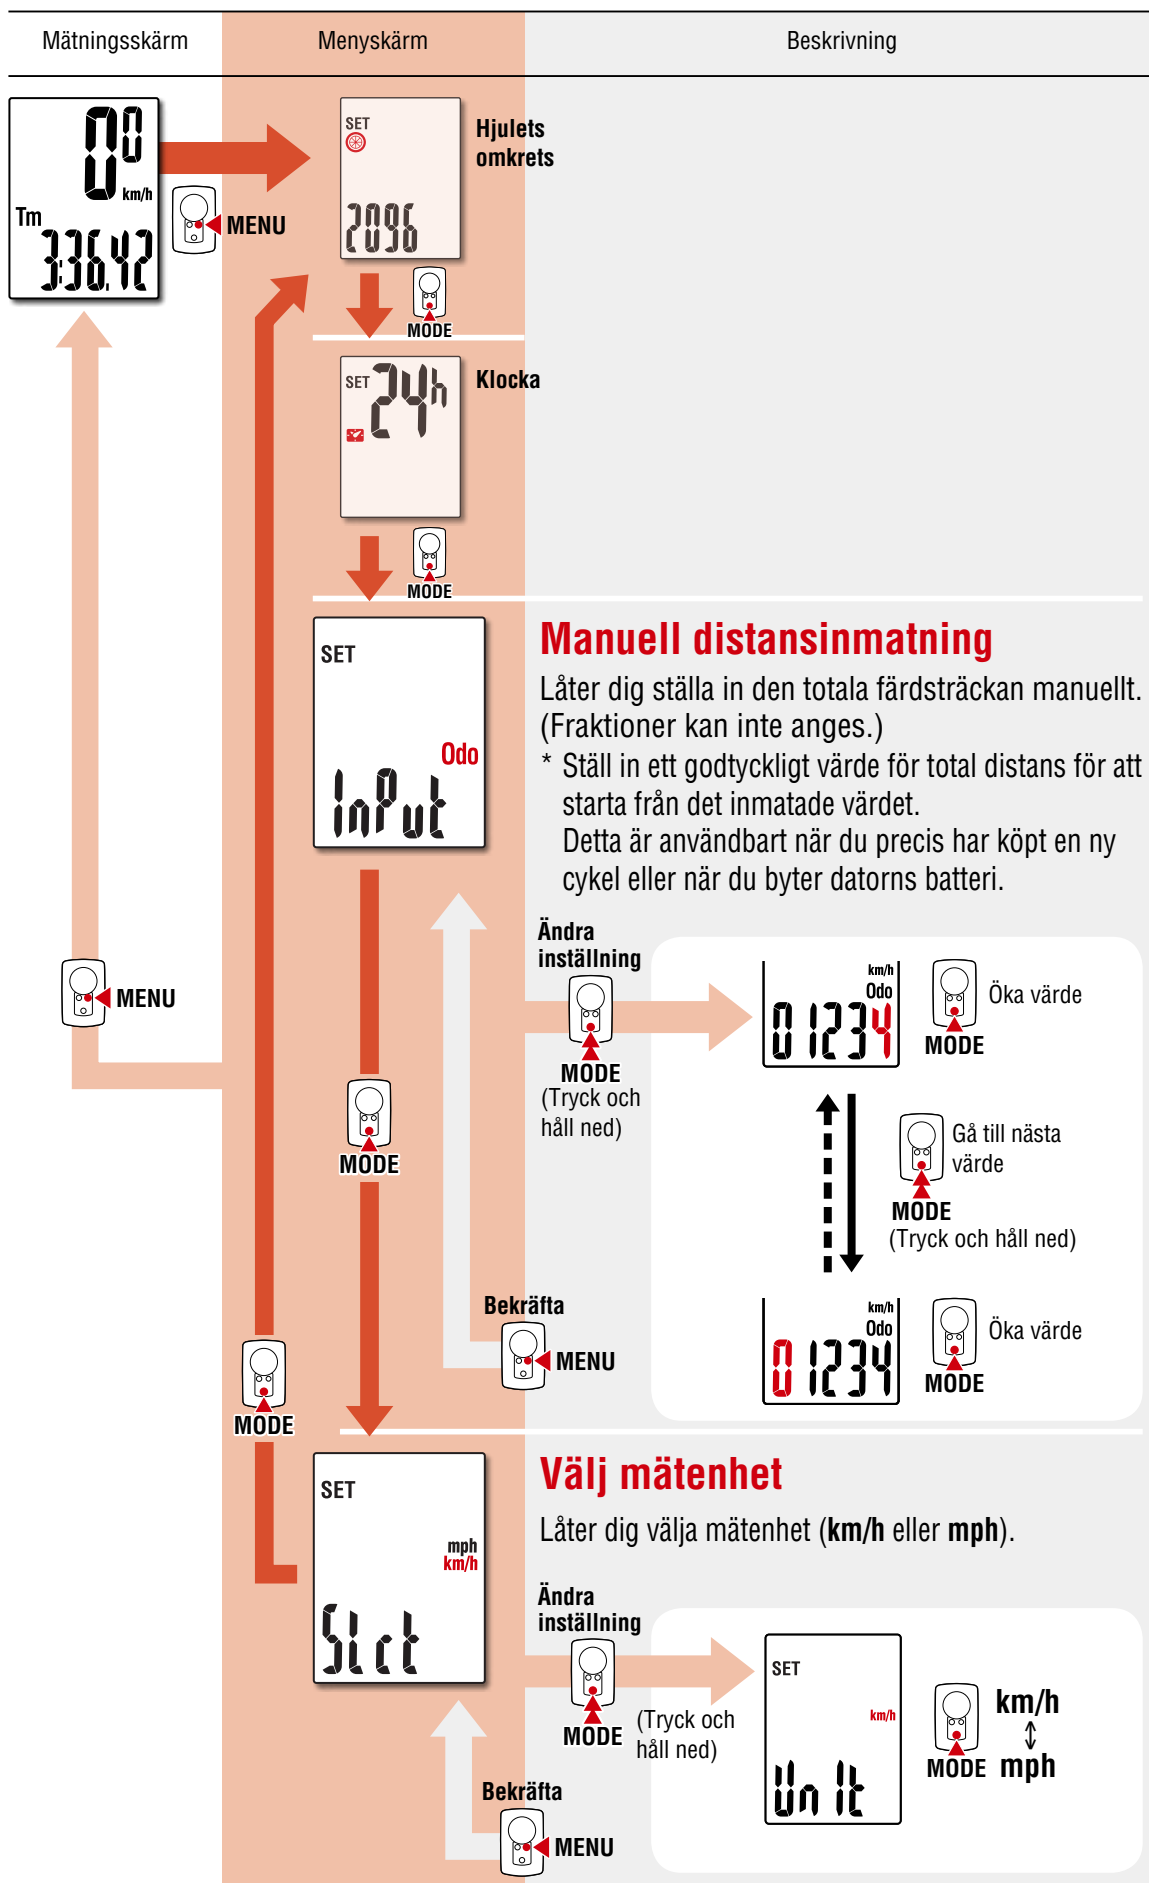 Mätningsskärm
Menyskärm
Beskrivning
00
km/h
Tm
3:36.42
MENU
SET
2096
Hjulets
omkrets
MODE
SET
24h
Klocka
MODE
SET
Odo
InPut
Manuell distansinmatning
Låter dig ställa in den totala färdsträckan manuellt.
(Fraktioner kan inte anges.)
* Ställ in ett godtyckligt värde för total distans för att
starta från det inmatade värdet.
Detta är användbart när du precis har köpt en ny
cykel eller när du byter datorns batteri.
MENU
Ändra
inställning
MODE
(Tryck och
håll ned)
km/h
Odo
01234
Öka värde
MODE
MODE
Gå till nästa
värde
MODE
(Tryck och håll ned)
Bekräfta
MENU
km/h
Odo
01234
Öka värde
MODE
MODE
SET
mph
km/h
Slct
Välj mätenhet
Låter dig välja mätenhet (km/h eller mph).
Ändra
inställning
MODE
(Tryck och
håll ned)
SET
km/h
Unit
MODE
km/h
mph
Bekräfta
MENU